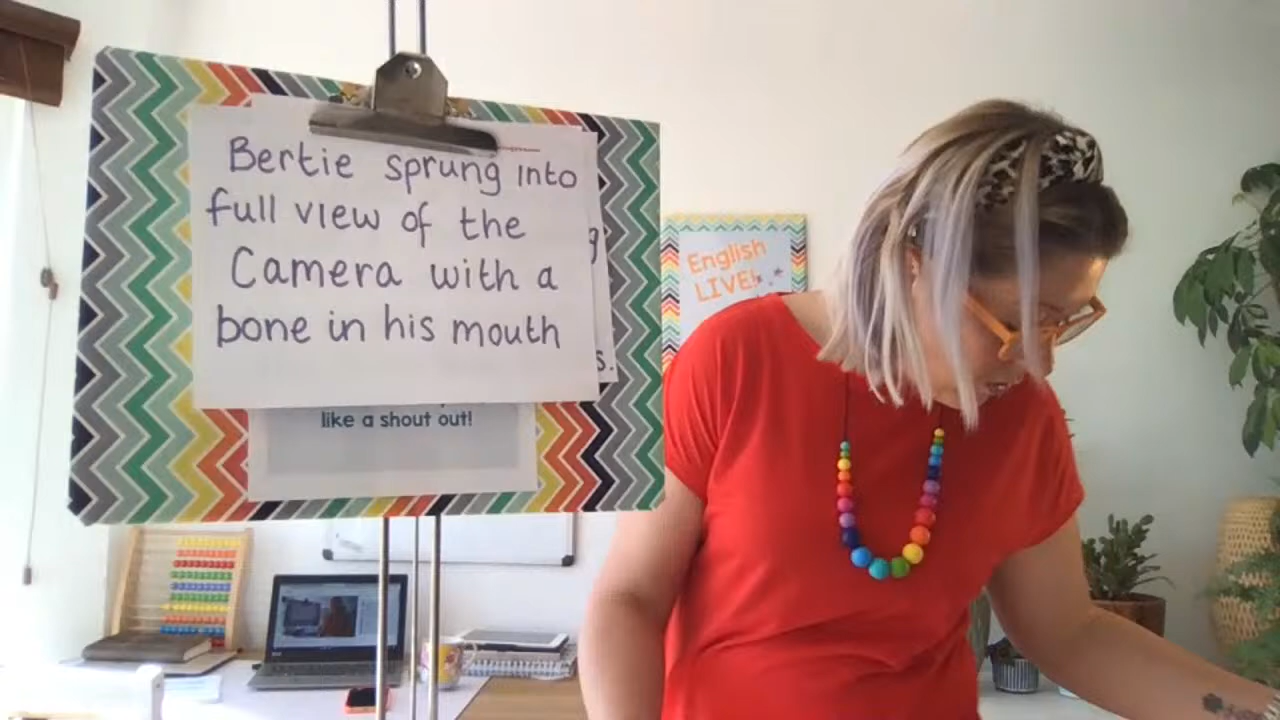 Bertie sprung into
full view of the
Camera with a
bone in his mouth
g
s.
like a shout out!
English
LIVE!